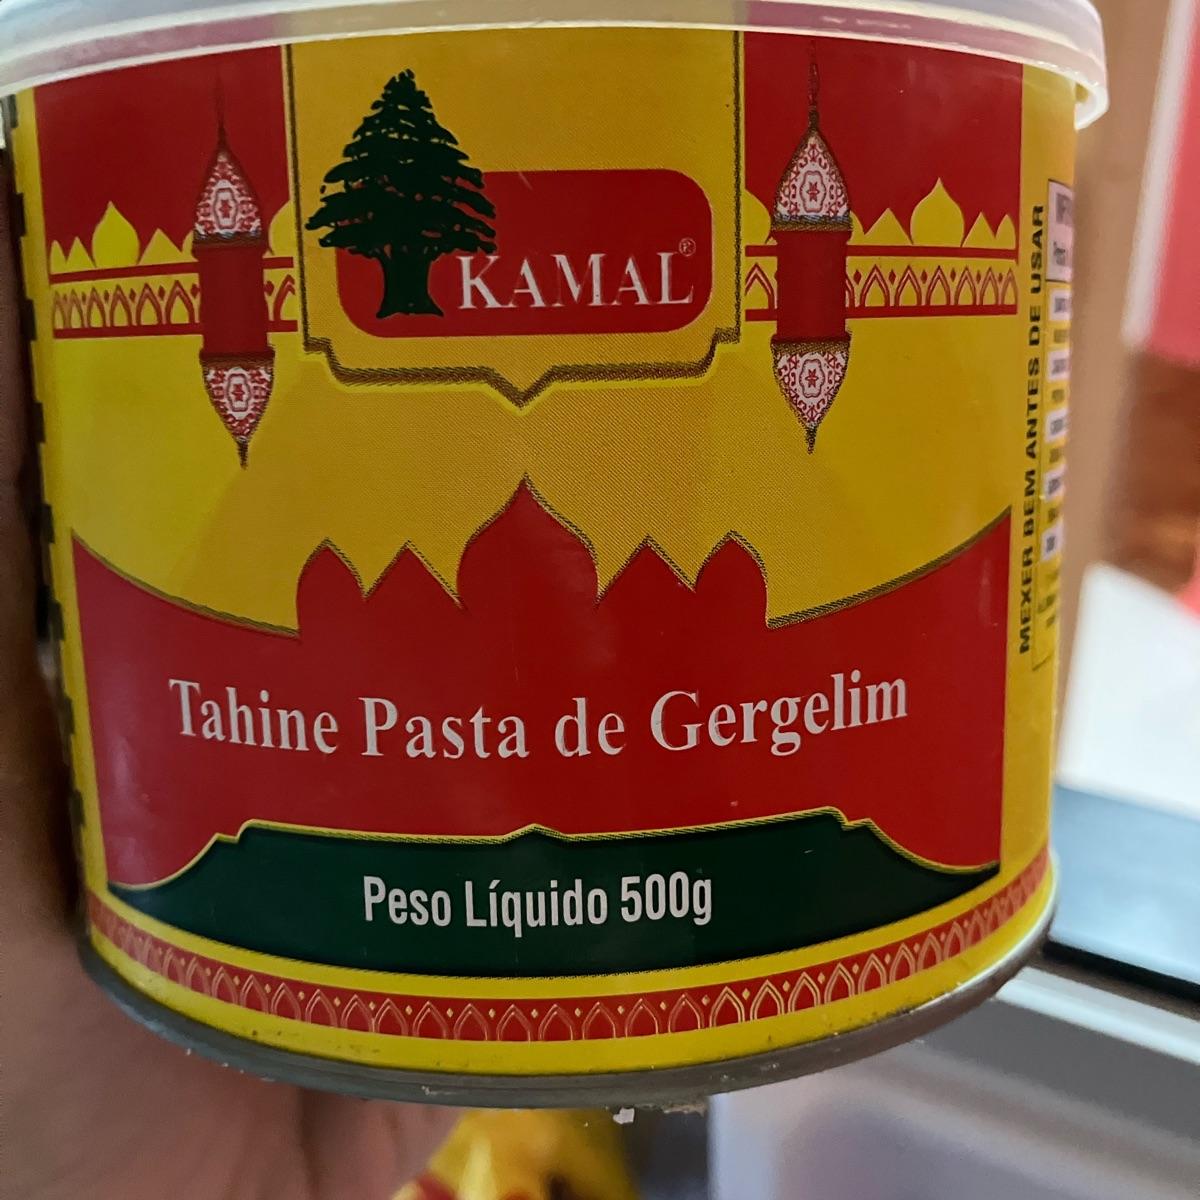 KAMAL®
Tahine Pasta de Gergelim
Peso Líquido 500g
MEXER BEM ANTES DE USAR